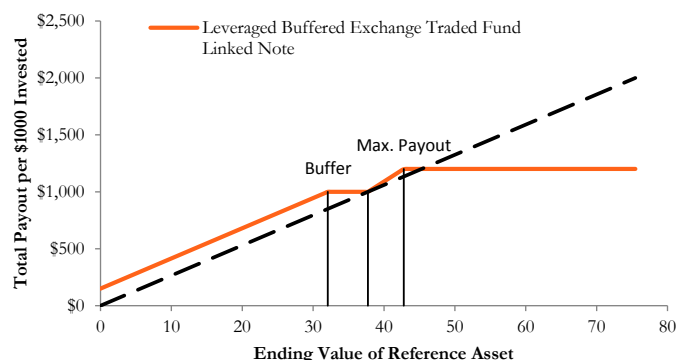 $2,500
Leveraged Buffered Exchange Traded Fund
Linked Note
$2,000
$1,500
Max. Payout
Buffer
$1,000
$500
$0
0 10 20 30 40 50 60 70 80
Total Payout per $1000 Invested
Ending Value of Reference Asset